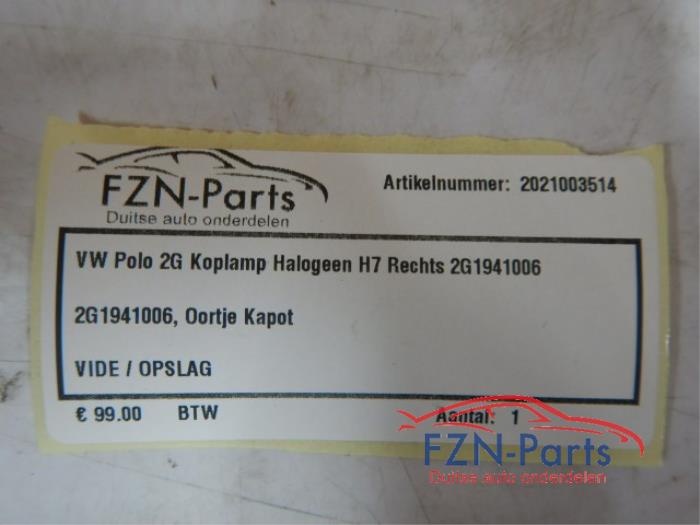 FZN-Parts
Duitse auto onderdelen
Artikelnummer: 2021003514
VW Polo 2G Koplamp Halogeen H7 Rechts 2G1941006
2G1941006, Oortje Kapot
VIDE / OPSLAG
€ 99.00 BTW Aantal: 1
FZN-Parts
Duitse auto onderdelen